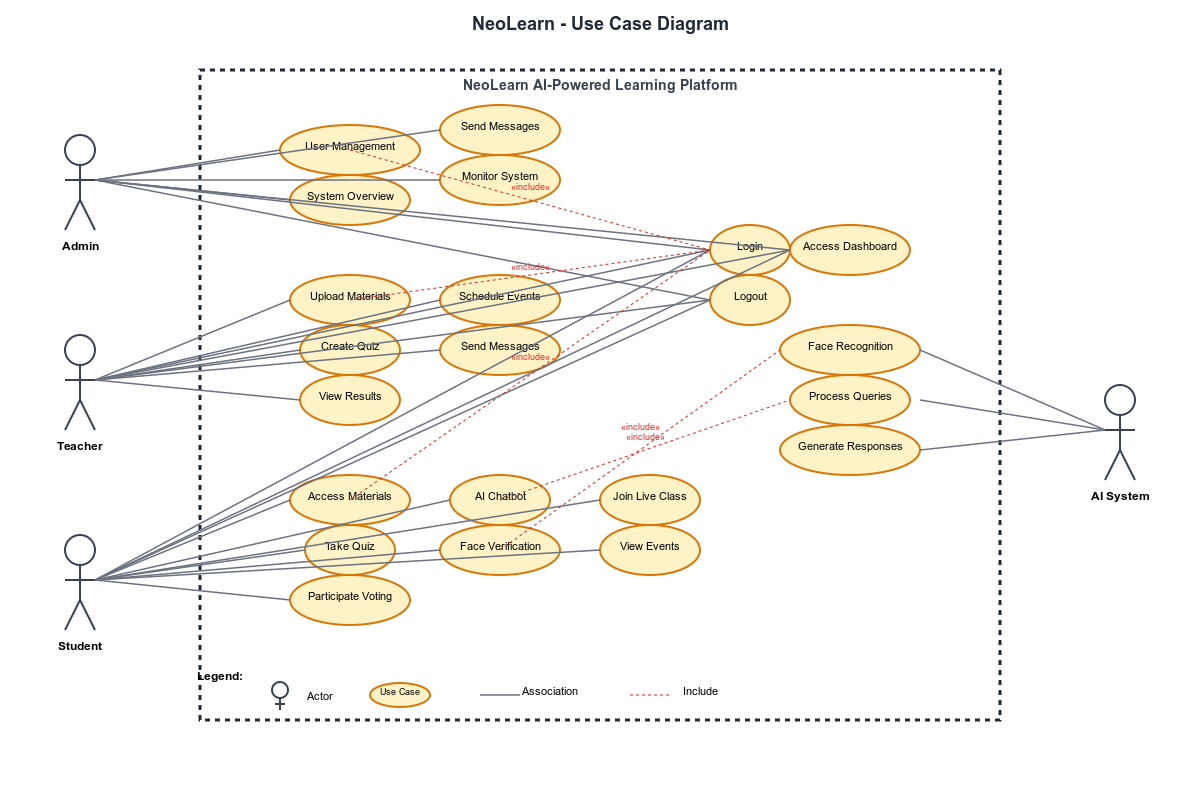 NeoLearn - Use Case Diagram
NeoLearn AI-Powered Learning Platform
Send Messages
User Management
Monitor System
«include»
System Overview
Admin
Login
Access Dashboard
«include»
Upload Materials
Schedule Events
Logout
Create Quiz
Send Messages
«include»
Face Recognition
View Results
Process Queries
Teacher
«include»
«include»
Generate Responses
Access Materials
AI Chatbot
Join Live Class
AI System
Take Quiz
Face Verification
View Events
Participate Voting
Student
Legend:
Actor
Use Case
Association
Include